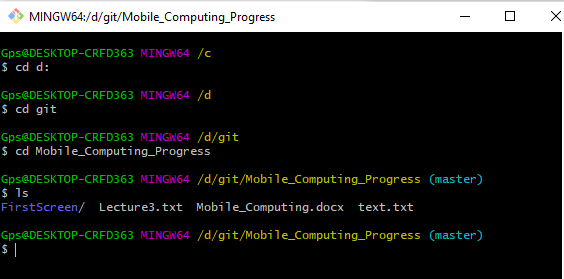 MINGW64:/d/git/Mobile_Computing_Progress
Gps@DESKTOP-CRFD363 MINGW64 /c
$ cd d:
Gps@DESKTOP-CRFD363 MINGW64 /d
$ cd git
Gps@DESKTOP-CRFD363 MINGW64 /d/git
$ cd Mobile_Computing_Progress
Gps@DESKTOP-CRFD363 MINGW64 /d/git/Mobile_Computing_Progress (master)
$ ls
FirstScreen/  Lecture3.txt  Mobile_Computing.docx  text.txt
Gps@DESKTOP-CRFD363 MINGW64 /d/git/Mobile_Computing_Progress (master)
$